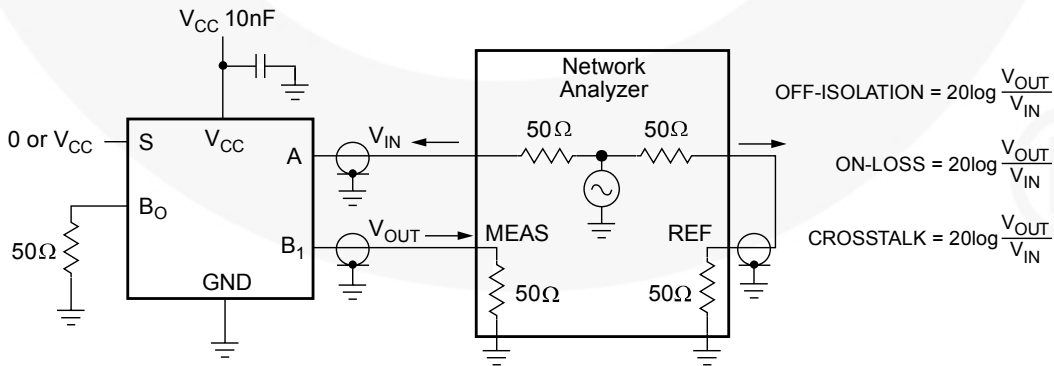 V_CC 10nF
Network
Analyzer
OFF-ISOLATION = 20log V_OUT/V_IN
0 or V_CC
S
V_CC
A
V_IN
50Ω
50Ω
ON-LOSS = 20log V_OUT/V_IN
B_O
50Ω
B_1
V_OUT
MEAS
REF
CROSSTALK = 20log V_OUT/V_IN
GND
50Ω
50Ω